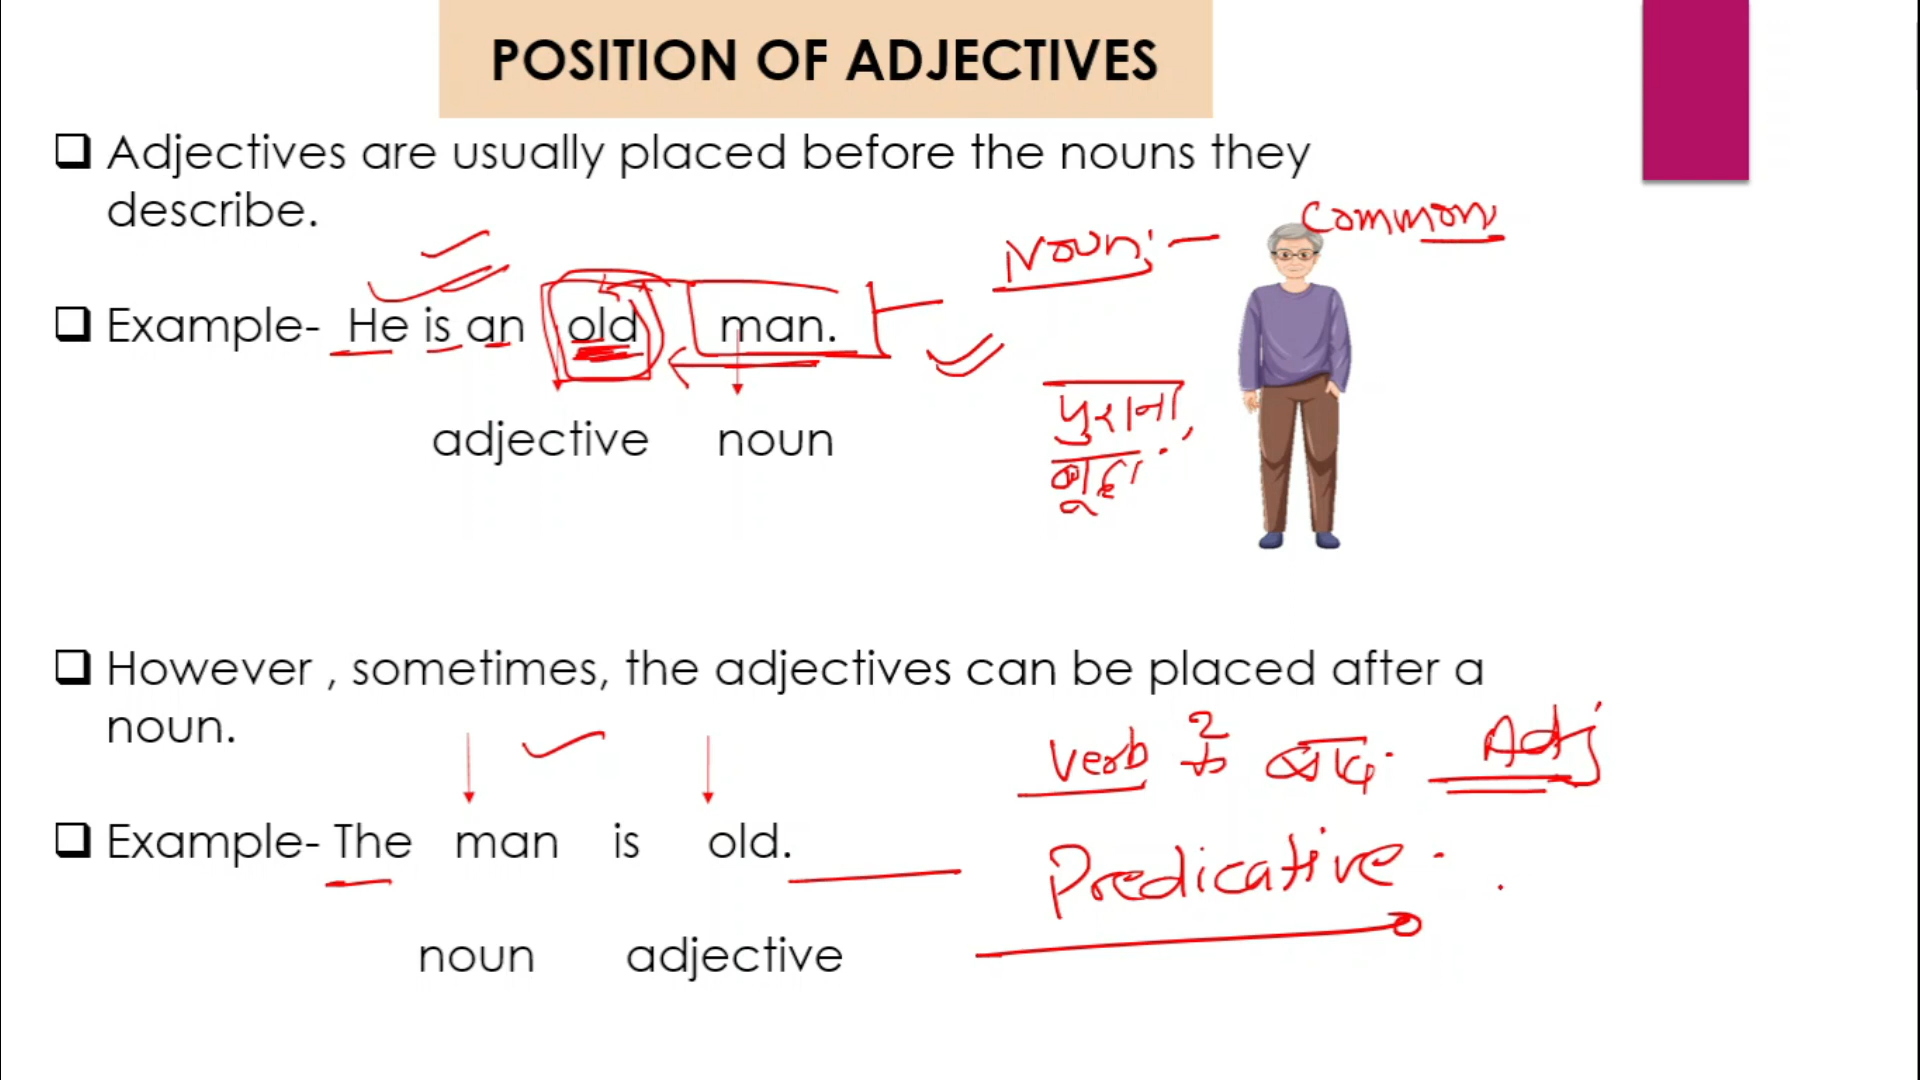 POSITION OF ADJECTIVES
❑ Adjectives are usually placed before the nouns they
describe.
Common
Noun:-
❑ Example- He is an old man.
पुराना,
बूढ़ा
adjective noun
❑ However , sometimes, the adjectives can be placed after a
noun.
Verb के बाद Adj
❑ Example- The man is old.
Predicative
noun adjective